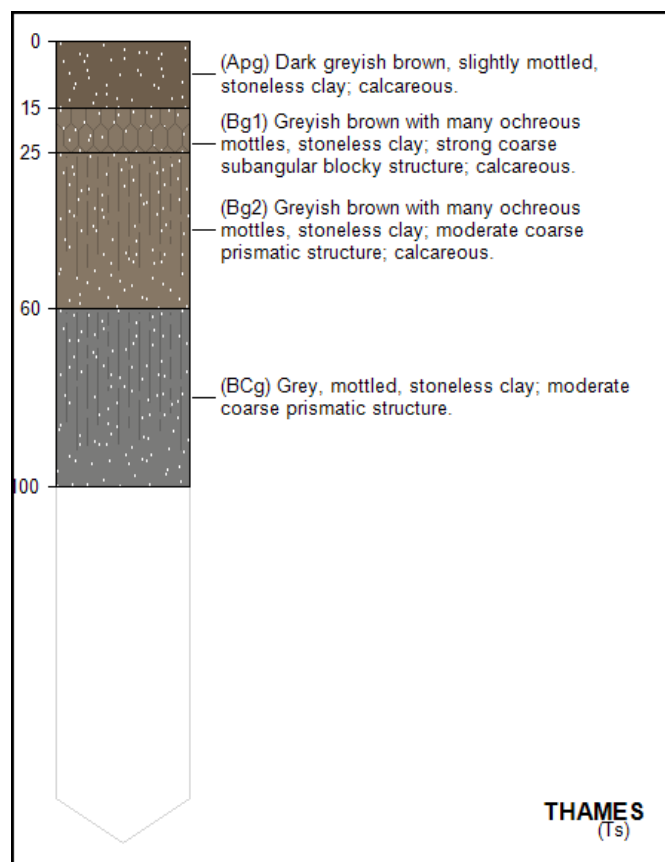 0
(Apg) Dark greyish brown, slightly mottled,
stoneless clay; calcareous.
15
(Bg1) Greyish brown with many ochreous
mottles, stoneless clay; strong coarse
subangular blocky structure; calcareous.
25
(Bg2) Greyish brown with many ochreous
mottles, stoneless clay; moderate coarse
prismatic structure; calcareous.
60
(BCg) Grey, mottled, stoneless clay; moderate
coarse prismatic structure.
100
THAMES
(Ts)